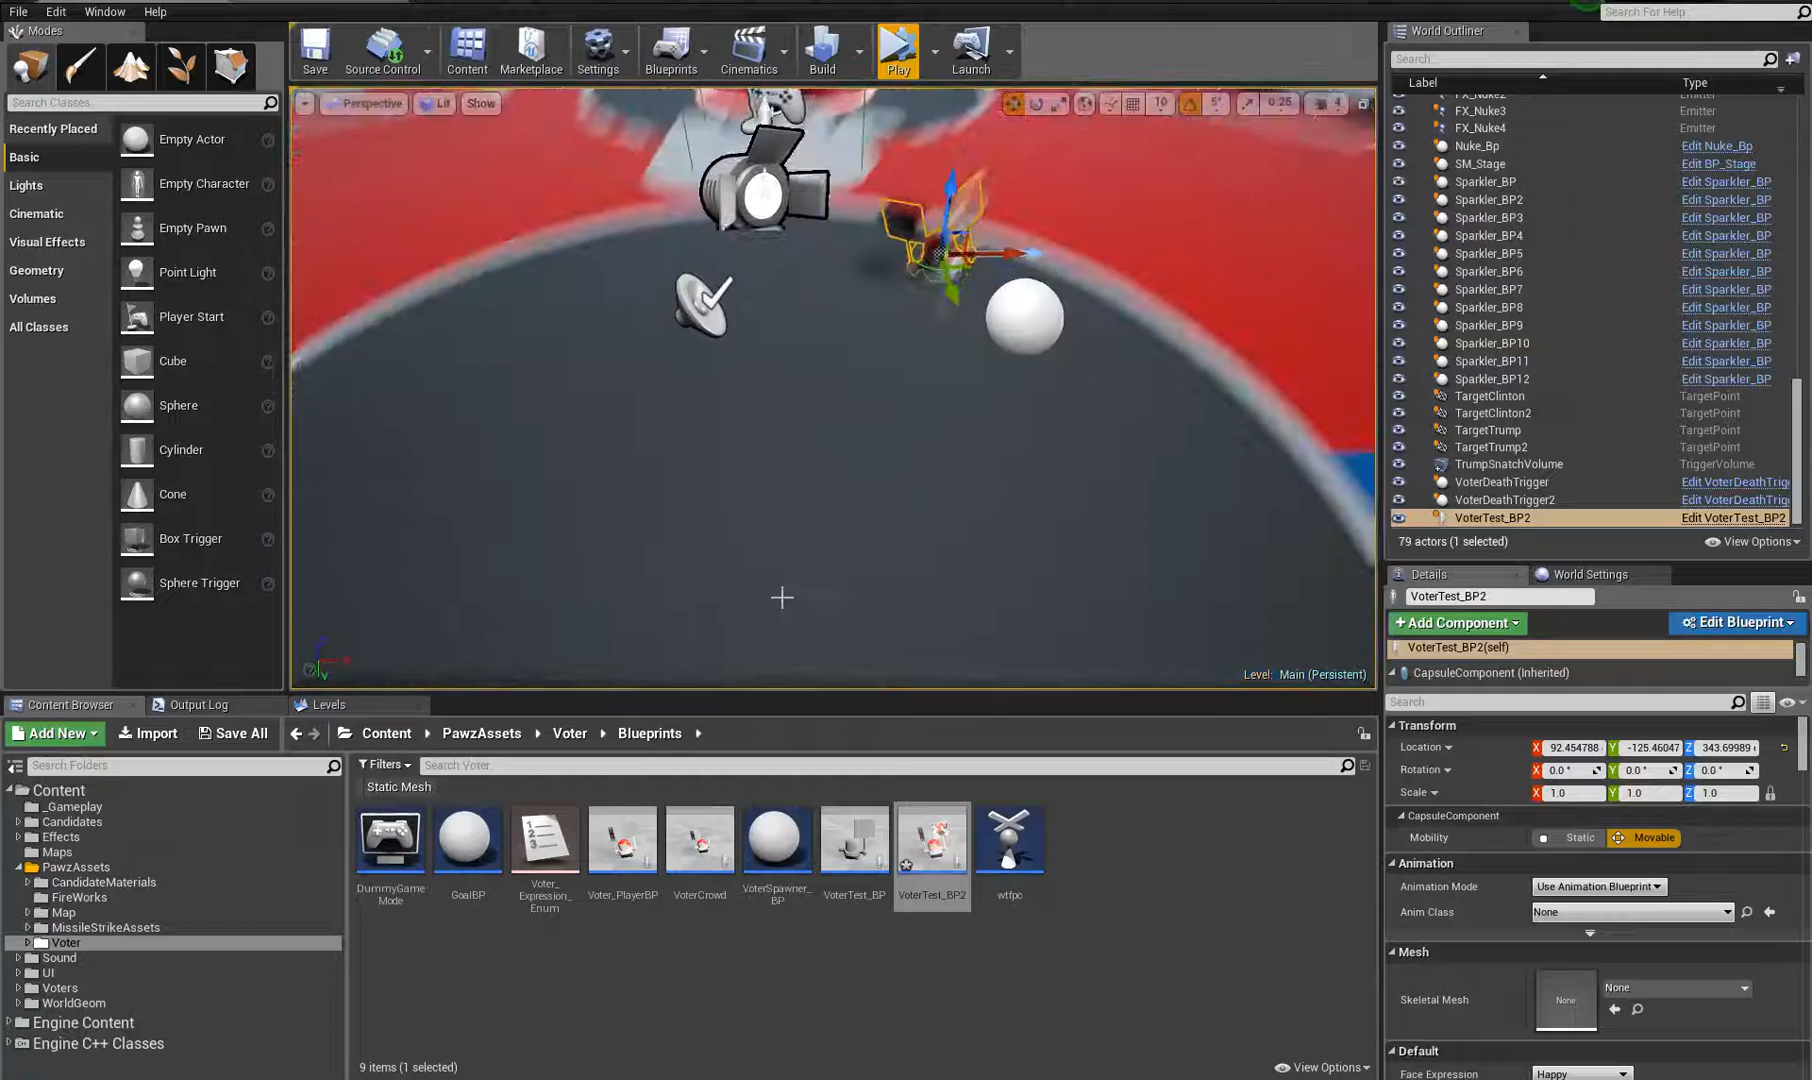 File Edit Window Help
Search For Help
Modes
Search Classes
Recently Placed
Basic
Lights
Cinematic
Visual Effects
Geometry
Volumes
All Classes
Empty Actor
Empty Character
Empty Pawn
Point Light
Player Start
Cube
Sphere
Cylinder
Cone
Box Trigger
Sphere Trigger
Save Source Control Content Marketplace Settings Blueprints Cinematics Build Play Launch
Perspective Lit Show
10 5° 0.25 4
Level: Main (Persistent)
World Outliner
Search...
Label Type
FX_Nuke2 Emitter
FX_Nuke3 Emitter
FX_Nuke4 Emitter
Nuke_Bp Edit Nuke_Bp
SM_Stage Edit BP_Stage
Sparkler_BP Edit Sparkler_BP
Sparkler_BP2 Edit Sparkler_BP
Sparkler_BP3 Edit Sparkler_BP
Sparkler_BP4 Edit Sparkler_BP
Sparkler_BP5 Edit Sparkler_BP
Sparkler_BP6 Edit Sparkler_BP
Sparkler_BP7 Edit Sparkler_BP
Sparkler_BP8 Edit Sparkler_BP
Sparkler_BP9 Edit Sparkler_BP
Sparkler_BP10 Edit Sparkler_BP
Sparkler_BP11 Edit Sparkler_BP
Sparkler_BP12 Edit Sparkler_BP
TargetClinton TargetPoint
TargetClinton2 TargetPoint
TargetTrump TargetPoint
TargetTrump2 TargetPoint
TrumpSnatchVolume TriggerVolume
VoterDeathTrigger Edit VoterDeathTrig
VoterDeathTrigger2 Edit VoterDeathTrig
VoterTest_BP2 Edit VoterTest_BP2
79 actors (1 selected) View Options
Details World Settings
VoterTest_BP2
Add Component Edit Blueprint
VoterTest_BP2(self)
CapsuleComponent (Inherited)
Search
Transform
Location X 92.454788 Y -125.46047 Z 343.69989
Rotation X 0.0 ° Y 0.0 ° Z 0.0 °
Scale X 1.0 Y 1.0 Z 1.0
CapsuleComponent
Mobility Static Movable
Animation
Animation Mode Use Animation Blueprint
Anim Class None
Mesh
Skeletal Mesh None None
Default
Face Expression Happy
Content Browser Output Log Levels
Add New Import Save All Content PawzAssets Voter Blueprints
Search Folders
Filters Search Voter
Static Mesh
Content
_Gameplay
Candidates
Effects
Maps
PawzAssets
CandidateMaterials
FireWorks
Map
MissileStrikeAssets
Voter
Sound
UI
Voters
WorldGeom
Engine Content
Engine C++ Classes
DummyGame Mode
GoalBP
Voter_ Expression_ Enum
Voter_PlayerBP
VoterCrowd
VoterSpawner_ BP
VoterTest_BP
VoterTest_BP2
wtfpc
9 items (1 selected) View Options